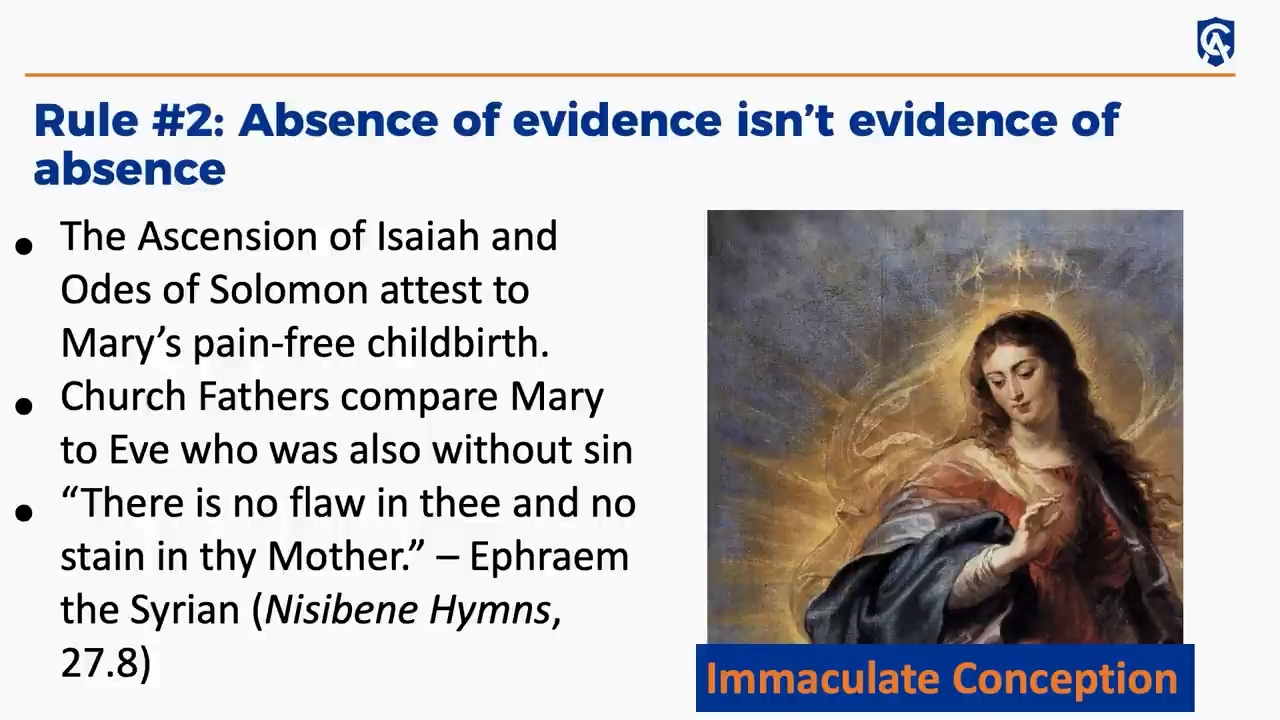 Rule #2: Absence of evidence isn’t evidence of
absence
• The Ascension of Isaiah and
Odes of Solomon attest to
Mary’s pain-free childbirth.
• Church Fathers compare Mary
to Eve who was also without sin
• “There is no flaw in thee and no
stain in thy Mother.” – Ephraem
the Syrian (Nisibene Hymns,
27.8)
Immaculate Conception